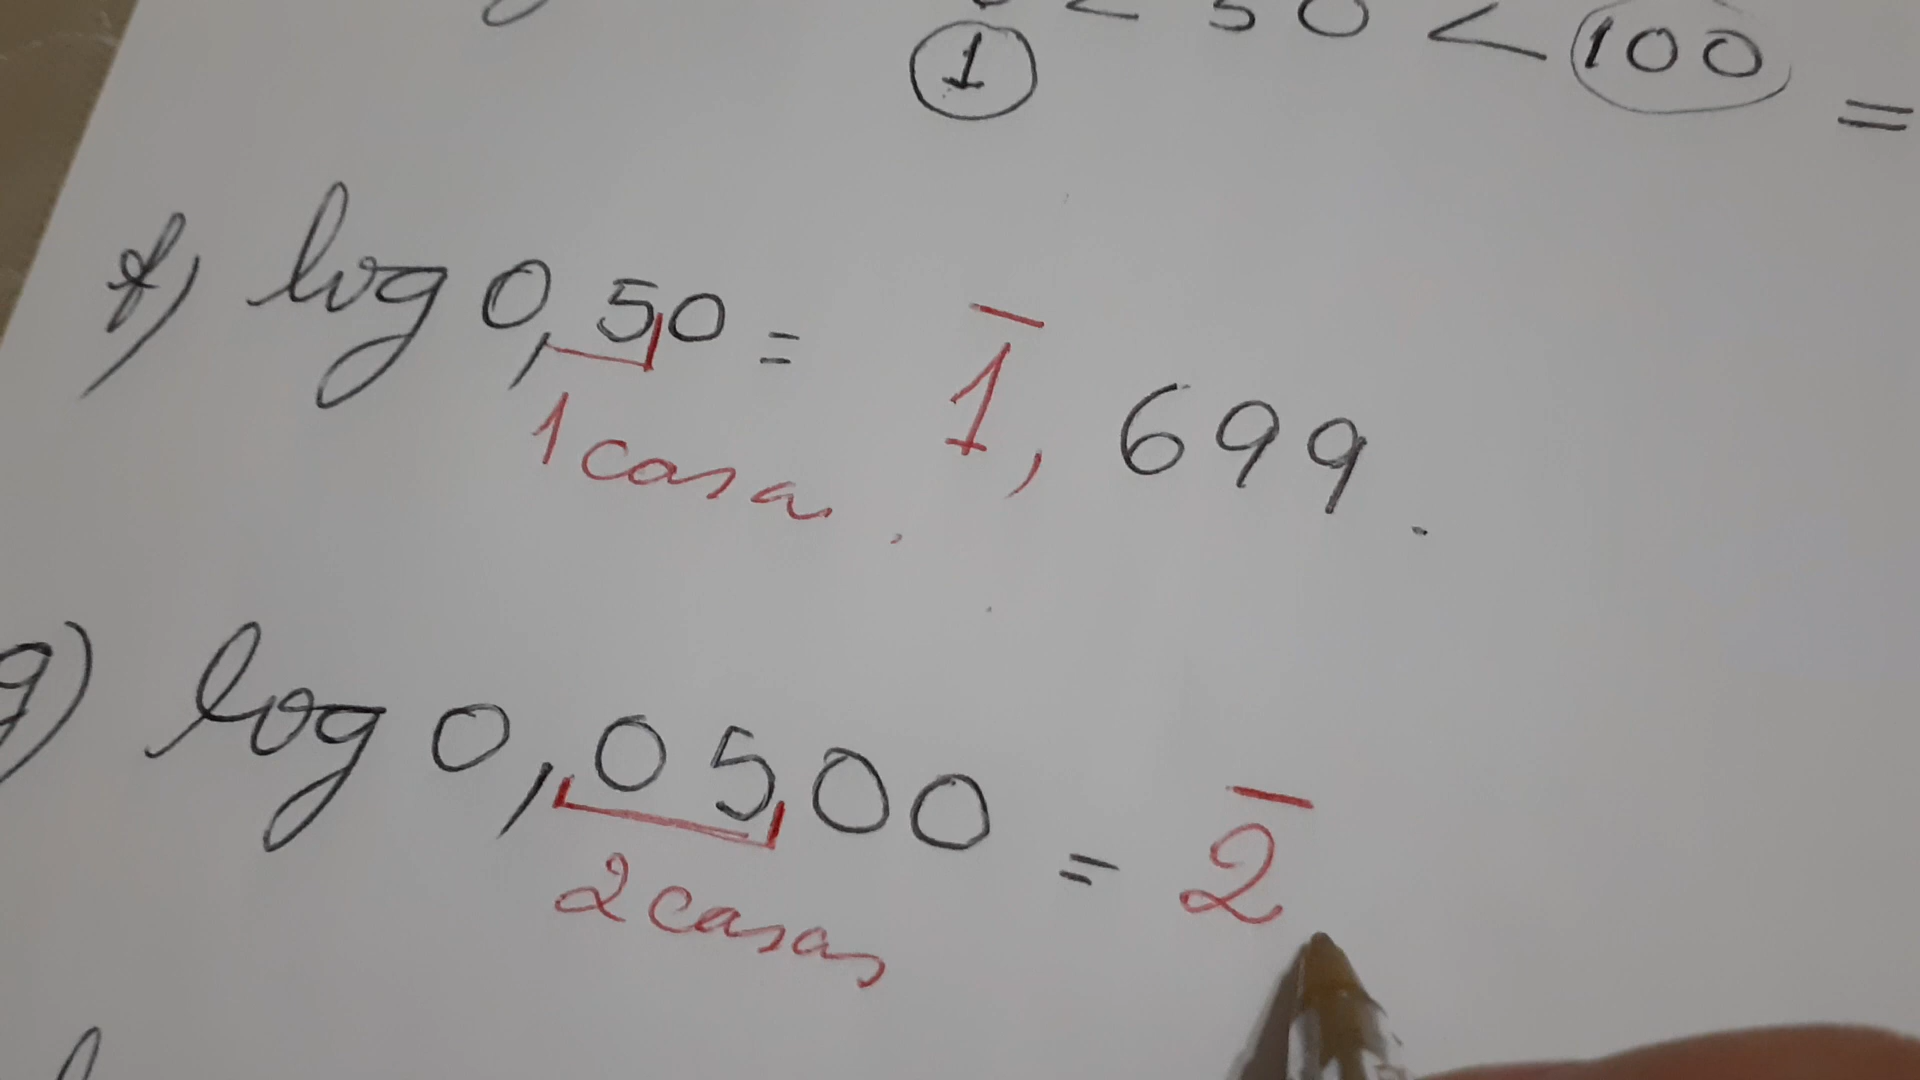 < 50 < 100 =
1
f) log 0,50 = 1̅,699.
1 casa.
g) log 0,0500 = 2̅
2 casas